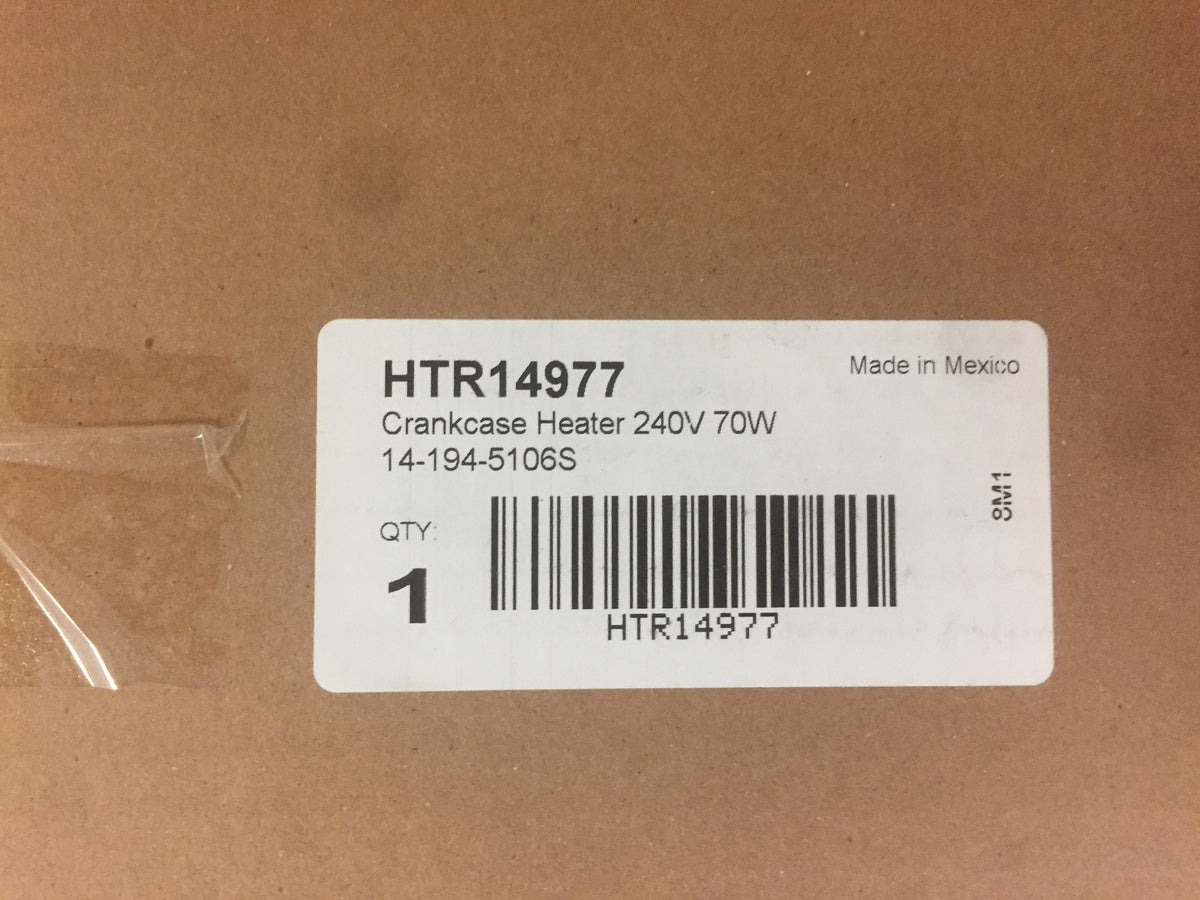 HTR14977
Made in Mexico
Crankcase Heater 240V 70W
14-194-5106S
QTY:
1
8M1
HTR14977